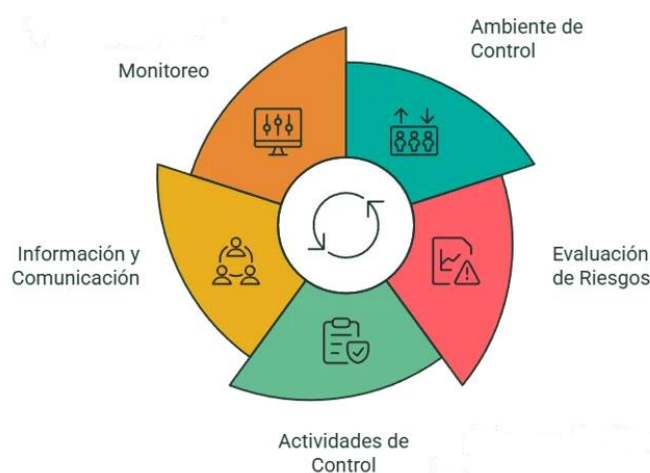 Ambiente de
Control
Monitoreo
Evaluación
de Riesgos
Información y
Comunicación
Actividades de
Control